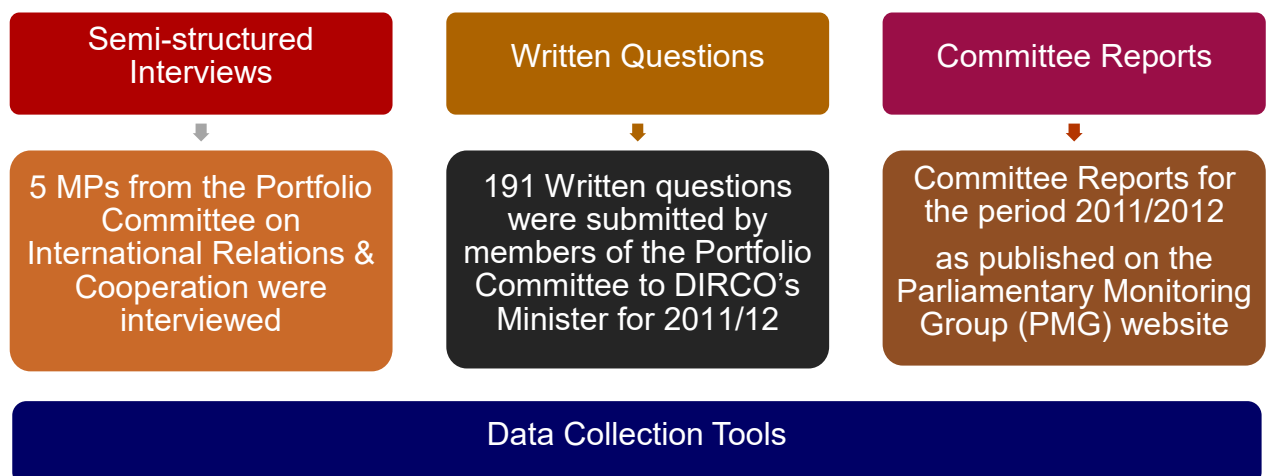 Semi-structured
Interviews
5 MPs from the Portfolio
Committee on
International Relations &
Cooperation were
interviewed
Written Questions
191 Written questions
were submitted by
members of the Portfolio
Committee to DIRCO’s
Minister for 2011/12
Committee Reports
Committee Reports for
the period 2011/2012
as published on the
Parliamentary Monitoring
Group (PMG) website
Data Collection Tools